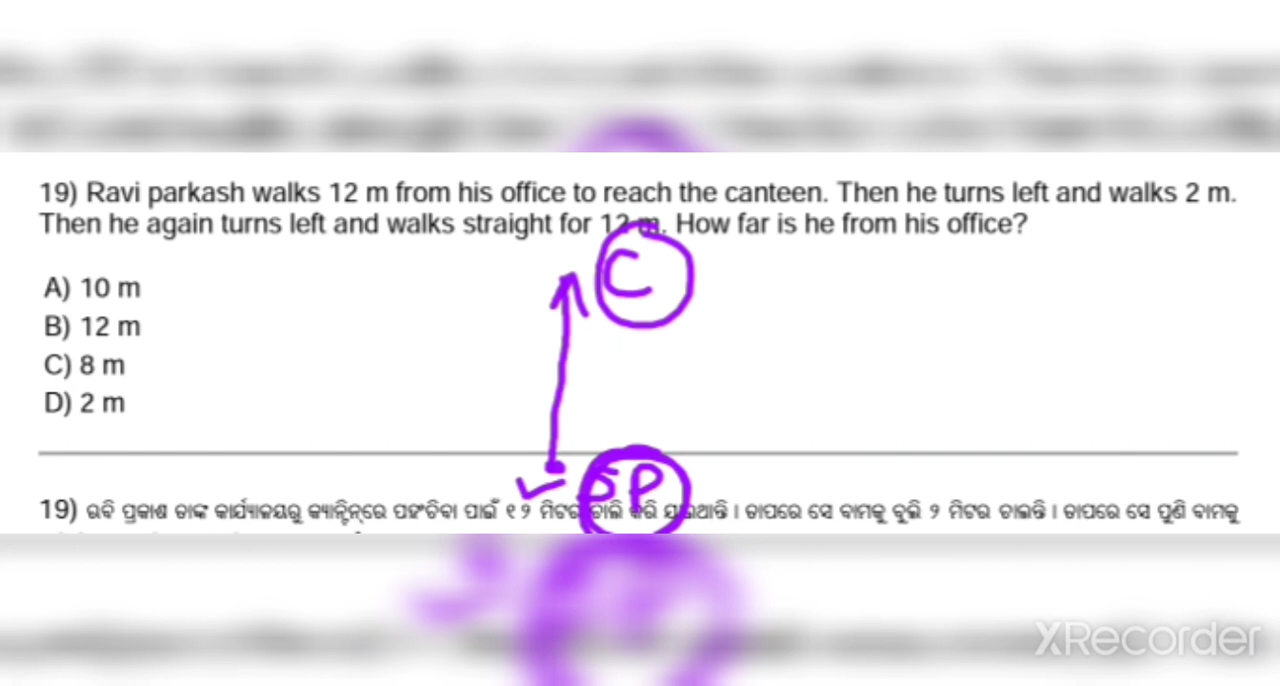 19) Ravi parkash walks 12 m from his office to reach the canteen. Then he turns left and walks 2 m.
Then he again turns left and walks straight for 12 m. How far is he from his office?
C
A) 10 m
B) 12 m
C) 8 m
D) 2 m
SP
19) ରବି ପ୍ରକାଶ ତାଙ୍କ କାର୍ଯ୍ୟାଳୟରୁ କ୍ୟାନ୍ଟିନ୍‌ରେ ପହଂଚିବା ପାଇଁ ୧୨ ମିଟର ଚାଲି କରି ଯାଇଥାନ୍ତି । ତାପରେ ସେ ବାମକୁ ବୁଲି ୨ ମିଟର ଚାଲନ୍ତି । ତାପରେ ସେ ପୁଣି ବାମକୁ
XRecorder